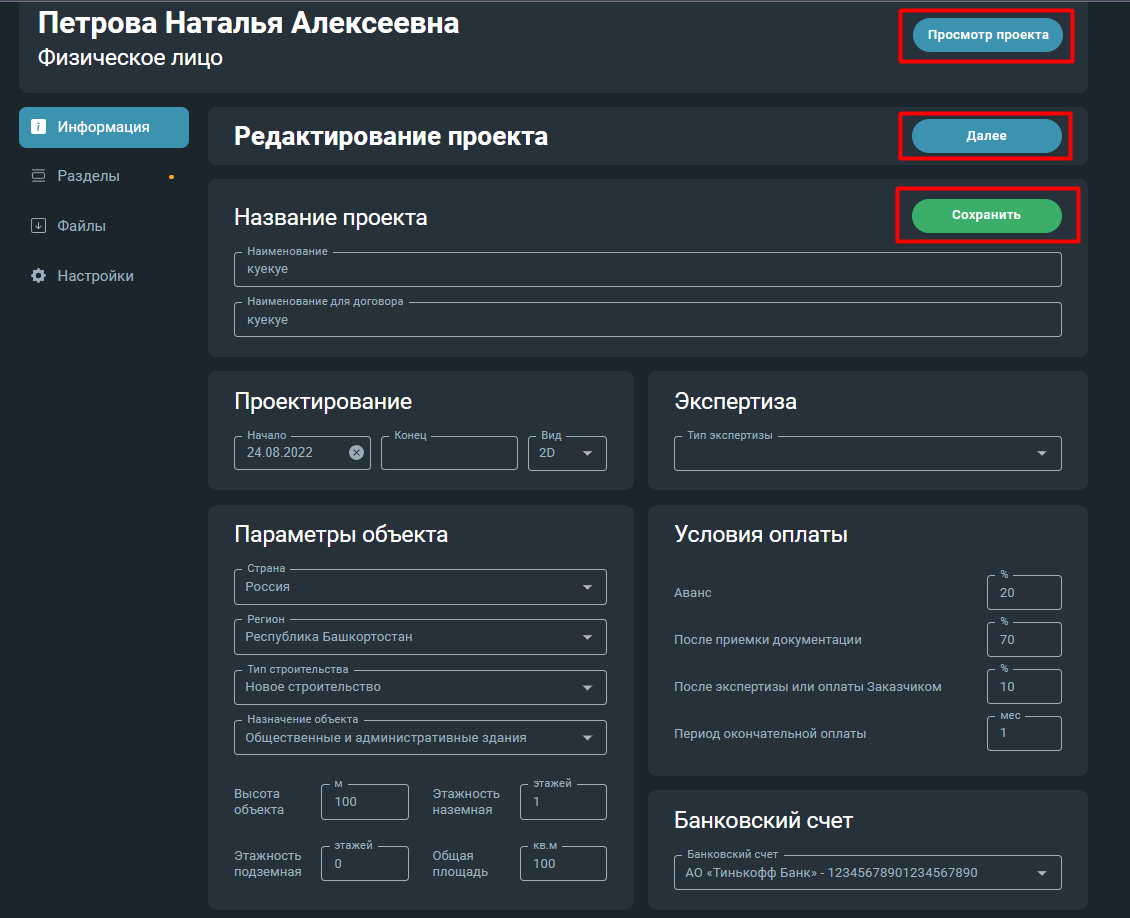 Петрова Наталья Алексеевна
Физическое лицо
Просмотр проекта
Информация
Разделы
Файлы
Настройки
Редактирование проекта
Далее
Название проекта
Сохранить
Наименование
куекуе
Наименование для договора
куекуе
Проектирование
Начало
24.08.2022
Конец
Вид
2D
Экспертиза
Тип экспертизы
Параметры объекта
Страна
Россия
Регион
Республика Башкортостан
Тип строительства
Новое строительство
Назначение объекта
Общественные и административные здания
Высота
объекта
м
100
Этажность
наземная
этажей
1
Этажность
подземная
этажей
0
Общая
площадь
кв.м
100
Условия оплаты
Аванс
%
20
После приемки документации
%
70
После экспертизы или оплаты Заказчиком
%
10
Период окончательной оплаты
мес
1
Банковский счет
Банковский счет
АО «Тинькофф Банк» - 12345678901234567890